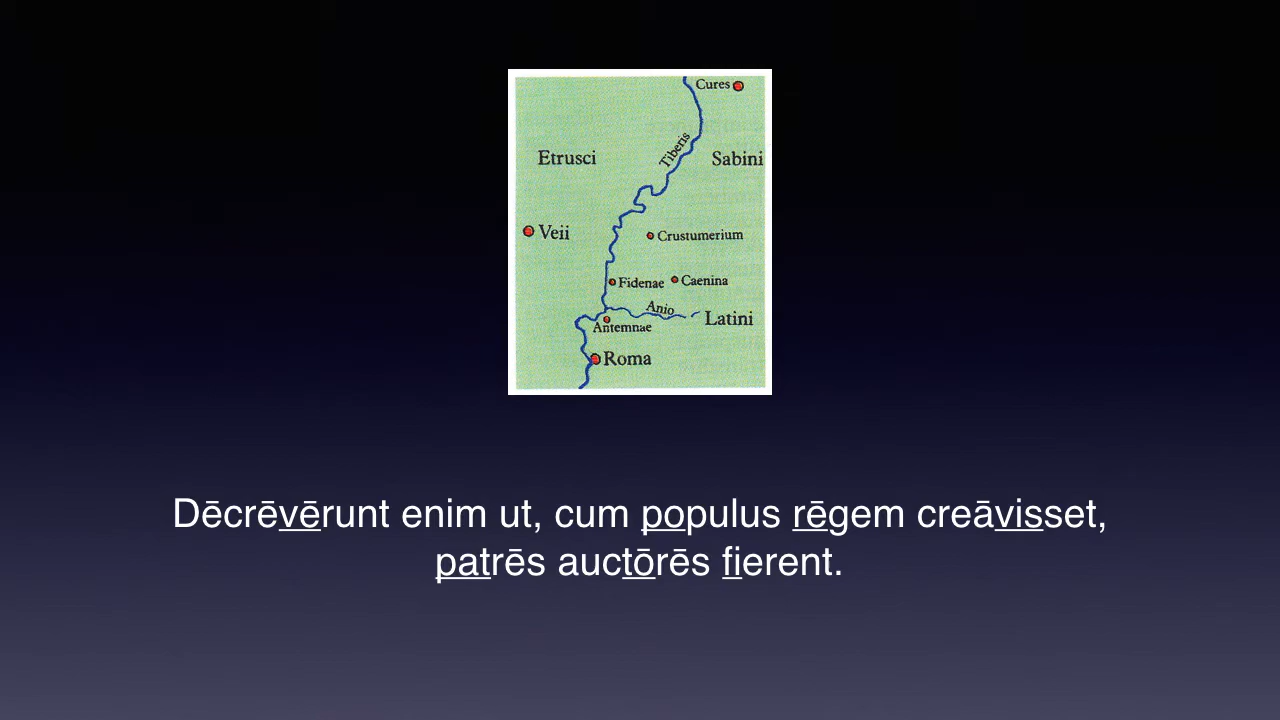 Cures
Tiberis
Etrusci
Sabini
Veii
Crustumerium
Fidenae
Caenina
Anio
Latini
Antemnae
Roma
Dēcrēvērunt enim ut, cum populus rēgem creāvisset,
patrēs auctōrēs fierent.